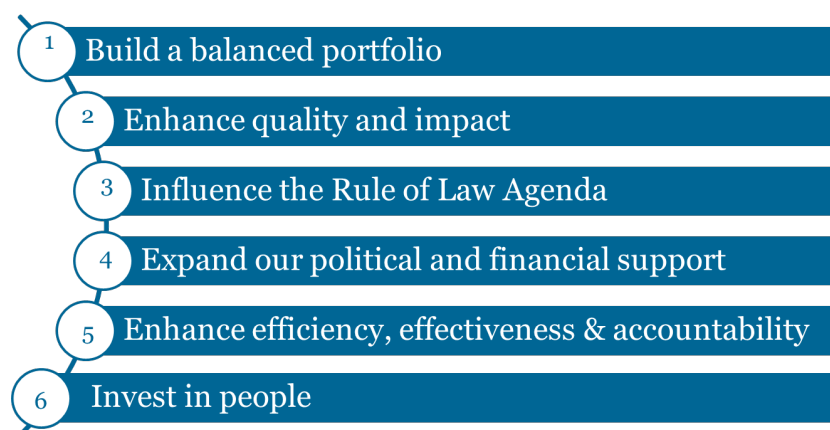 1 Build a balanced portfolio
2 Enhance quality and impact
3 Influence the Rule of Law Agenda
4 Expand our political and financial support
5 Enhance efficiency, effectiveness & accountability
6 Invest in people